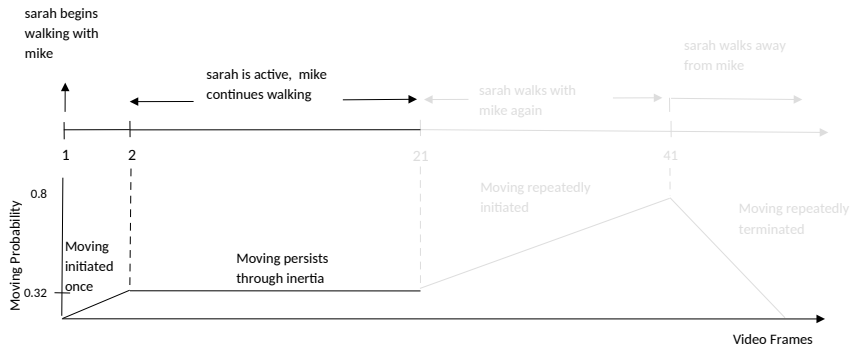 sarah begins
walking with
mike
sarah is active,  mike
continues walking
sarah walks with
mike again
sarah walks away
from mike
1
2
21
41
0.8
0.32
Moving Probability
Moving
initiated
once
Moving persists
through inertia
Moving repeatedly
initiated
Moving repeatedly
terminated
Video Frames